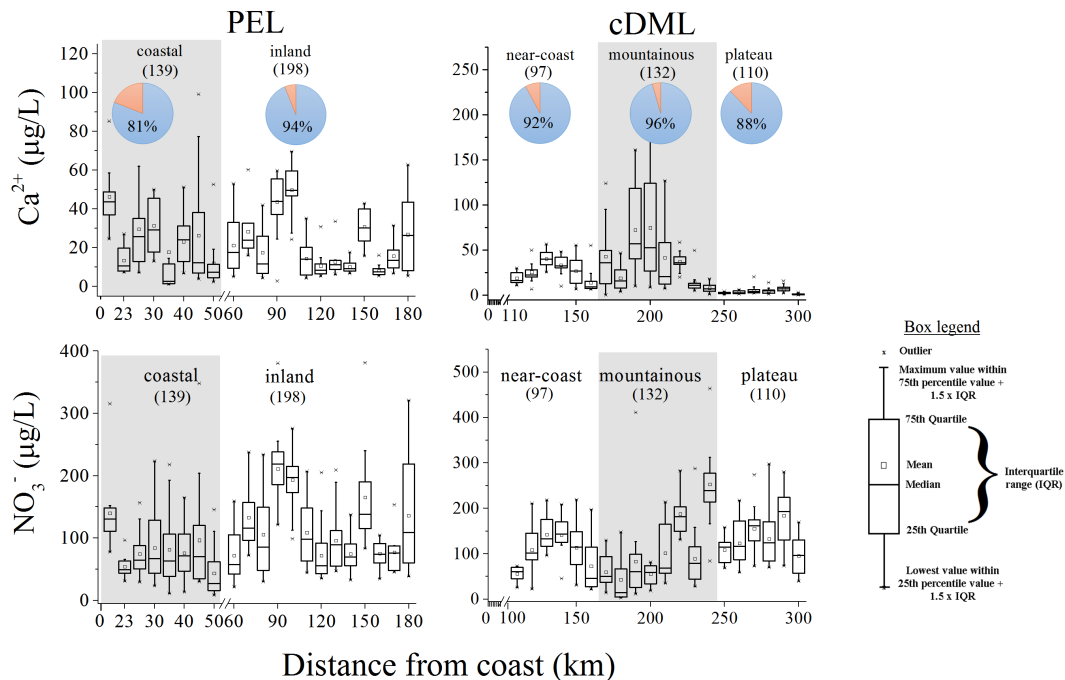 PEL
cDML
120
100
80
60
40
20
0
Ca2+ (µg/L)
coastal
(139)
81%
inland
(198)
94%
0
23
30
40
50
60
90
120
150
180
250
200
150
100
50
0
near-coast
(97)
92%
mountainous
(132)
96%
plateau
(110)
88%
0
110
150
200
250
300
400
300
200
100
0
NO3- (µg/L)
coastal
(139)
inland
(198)
0
23
30
40
50
60
90
120
150
180
500
400
300
200
100
0
near-coast
(97)
mountainous
(132)
plateau
(110)
0
100
150
200
250
300
Distance from coast (km)
Box legend
Outlier
Maximum value within
75th percentile value +
1.5 x IQR
75th Quartile
Mean
Median
Interquartile
range (IQR)
25th Quartile
Lowest value within
25th percentile value +
1.5 x IQR